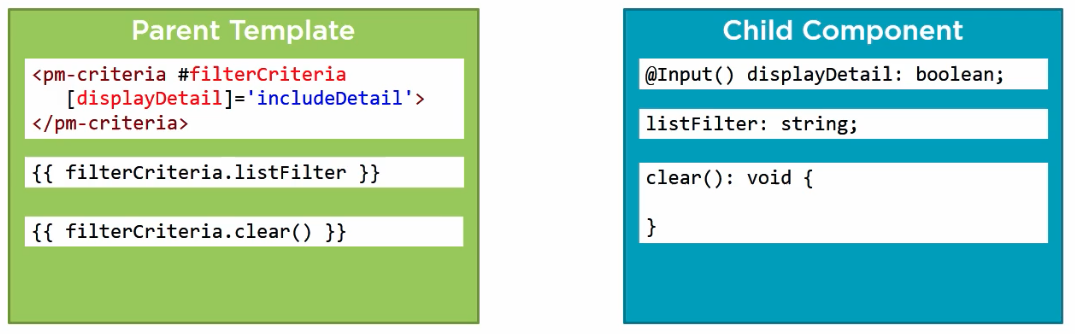 Parent Template
<pm-criteria #filterCriteria
[displayDetail]='includeDetail'>
</pm-criteria>
{{ filterCriteria.listFilter }}
{{ filterCriteria.clear() }}
Child Component
@Input() displayDetail: boolean;
listFilter: string;
clear(): void {
}